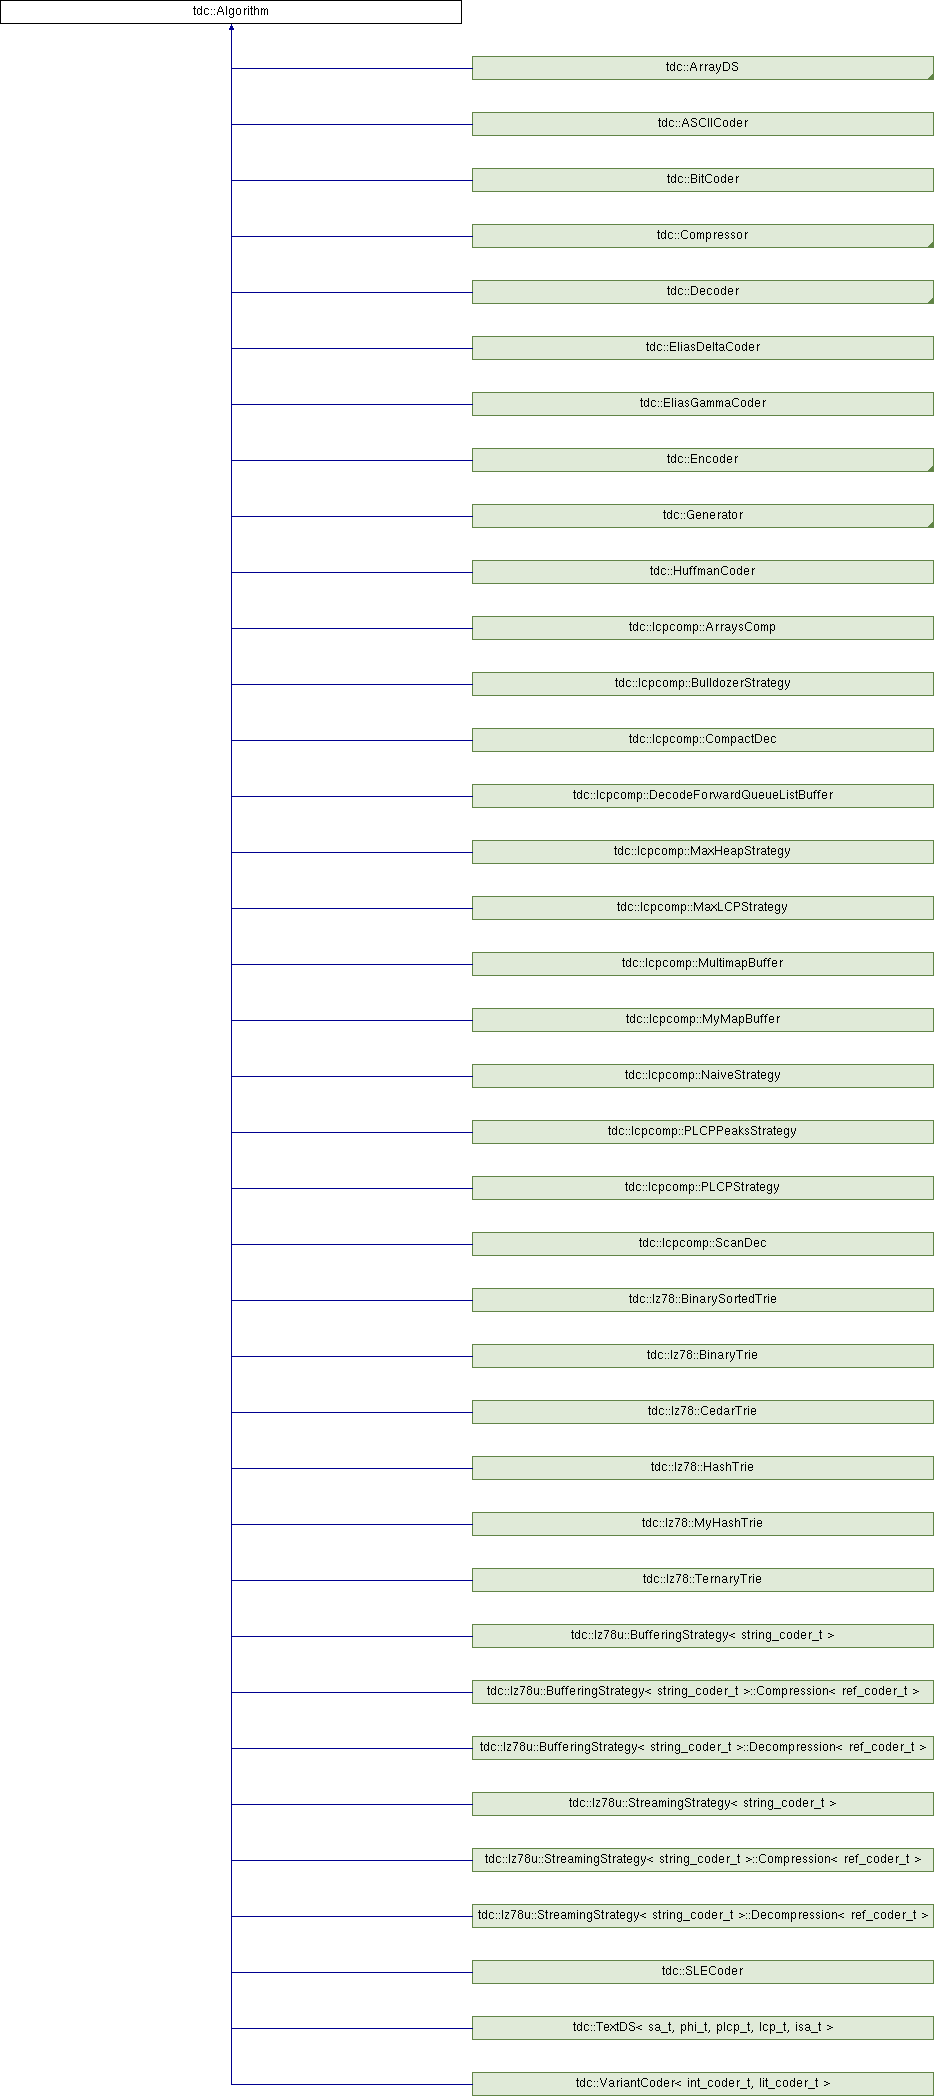 tdc::Algorithm
tdc::ArrayDS
tdc::ASCIICoder
tdc::BitCoder
tdc::Compressor
tdc::Decoder
tdc::EliasDeltaCoder
tdc::EliasGammaCoder
tdc::Encoder
tdc::Generator
tdc::HuffmanCoder
tdc::lcpcomp::ArraysComp
tdc::lcpcomp::BulldozerStrategy
tdc::lcpcomp::CompactDec
tdc::lcpcomp::DecodeForwardQueueListBuffer
tdc::lcpcomp::MaxHeapStrategy
tdc::lcpcomp::MaxLCPStrategy
tdc::lcpcomp::MultimapBuffer
tdc::lcpcomp::MyMapBuffer
tdc::lcpcomp::NaiveStrategy
tdc::lcpcomp::PLCPPeaksStrategy
tdc::lcpcomp::PLCPStrategy
tdc::lcpcomp::ScanDec
tdc::lz78::BinarySortedTrie
tdc::lz78::BinaryTrie
tdc::lz78::CedarTrie
tdc::lz78::HashTrie
tdc::lz78::MyHashTrie
tdc::lz78::TernaryTrie
tdc::lz78u::BufferingStrategy< string_coder_t >
tdc::lz78u::BufferingStrategy< string_coder_t >::Compression< ref_coder_t >
tdc::lz78u::BufferingStrategy< string_coder_t >::Decompression< ref_coder_t >
tdc::lz78u::StreamingStrategy< string_coder_t >
tdc::lz78u::StreamingStrategy< string_coder_t >::Compression< ref_coder_t >
tdc::lz78u::StreamingStrategy< string_coder_t >::Decompression< ref_coder_t >
tdc::SLECoder
tdc::TextDS< sa_t, phi_t, plcp_t, lcp_t, isa_t >
tdc::VariantCoder< int_coder_t, lit_coder_t >